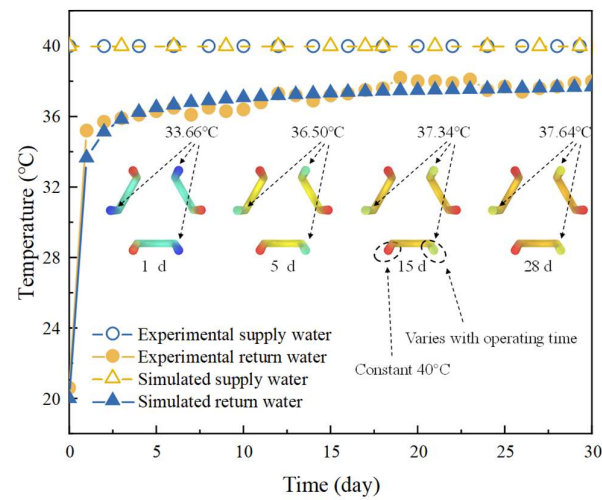 40
36
32
28
24
20
Temperature (°C)
33.66°C
36.50°C
37.34°C
37.64°C
1 d
5 d
15 d
28 d
Experimental supply water
Experimental return water
Simulated supply water
Simulated return water
Varies with operating time
Constant 40°C
0
5
10
15
20
25
30
Time (day)